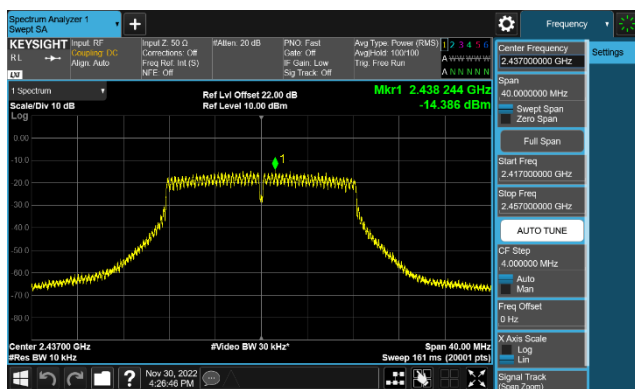 Spectrum Analyzer 1
Swept SA
+
Frequency
KEYSIGHT
RL
LXI
Input: RF
Coupling: DC
Align: Auto
Input Z: 50 Ω
Corrections: Off
Freq Ref: Int (S)
NFE: Off
#Atten: 20 dB
PNO: Fast
Gate: Off
IF Gain: Low
Sig Track: Off
Avg Type: Power (RMS)
Avg|Hold: 100/100
Trig: Free Run
1 2 3 4 5 6
A W W W W W
A N N N N N
1 Spectrum
Scale/Div 10 dB
Log
Ref Lvl Offset 22.00 dB
Ref Level 10.00 dBm
Mkr1 2.438 244 GHz
-14.386 dBm
1
0.00
-10.0
-20.0
-30.0
-40.0
-50.0
-60.0
-70.0
-80.0
Center 2.43700 GHz
#Res BW 10 kHz
#Video BW 30 kHz*
Span 40.00 MHz
Sweep 161 ms (20001 pts)
Nov 30, 2022
4:26:46 PM
?
Center Frequency
2.437000000 GHz
Settings
Span
40.0000000 MHz
Swept Span
Zero Span
Full Span
Start Freq
2.417000000 GHz
Stop Freq
2.457000000 GHz
AUTO TUNE
CF Step
4.000000 MHz
Auto
Man
Freq Offset
0 Hz
X Axis Scale
Log
Lin
Signal Track
(Span Zoom)